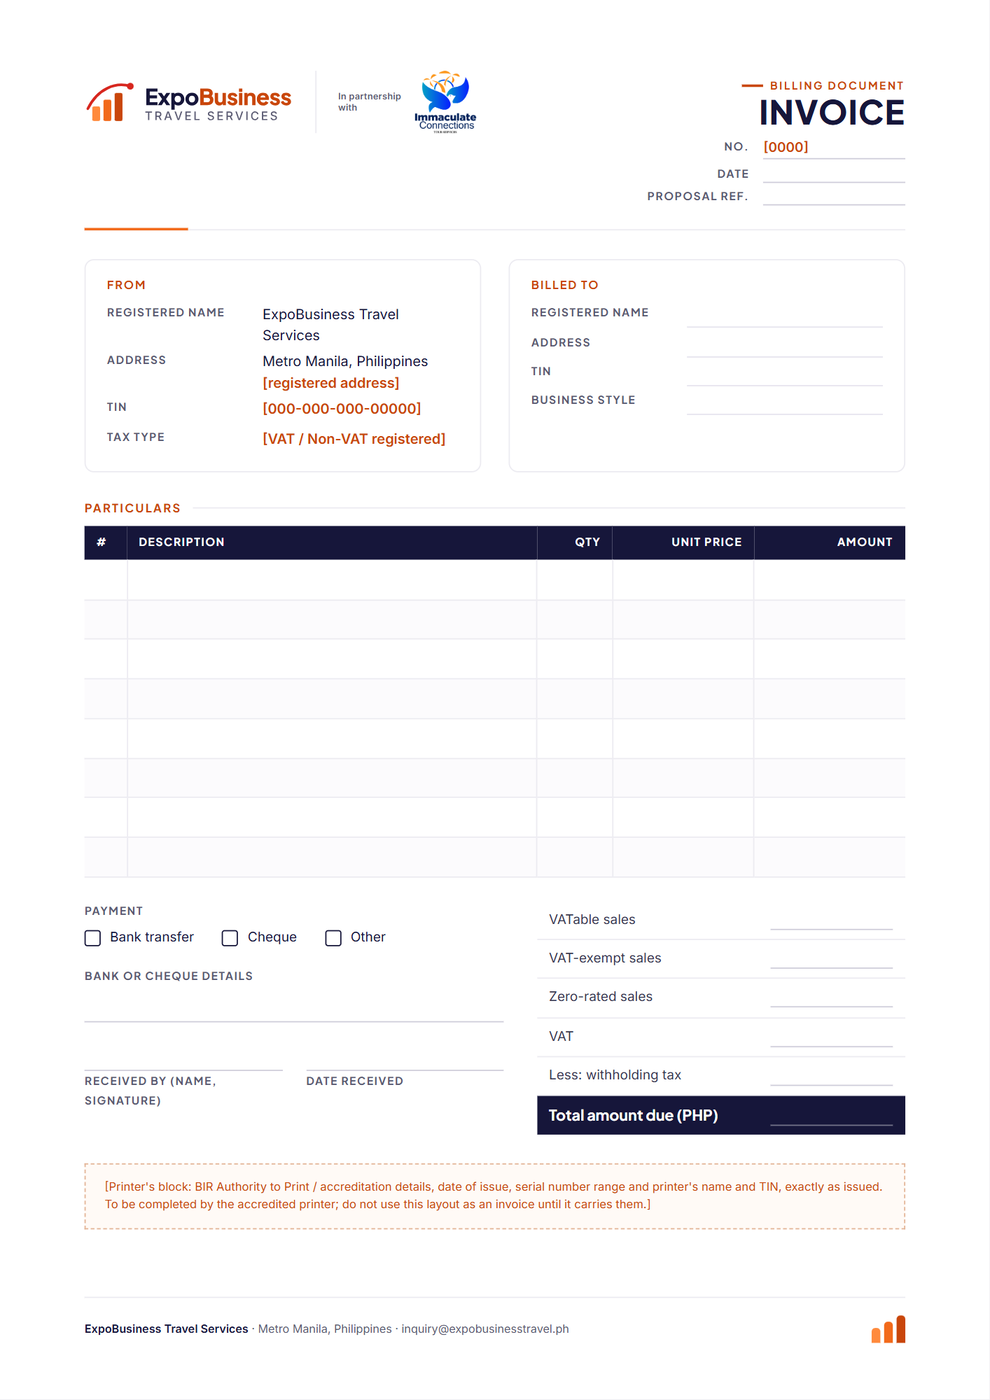 ExpoBusiness
TRAVEL SERVICES
In partnership
with
Immaculate
Connections
BILLING DOCUMENT
INVOICE
NO. [0000]
DATE
PROPOSAL REF.
FROM
REGISTERED NAME ExpoBusiness Travel
Services
ADDRESS Metro Manila, Philippines
[registered address]
TIN [000-000-000-00000]
TAX TYPE [VAT / Non-VAT registered]
BILLED TO
REGISTERED NAME
ADDRESS
TIN
BUSINESS STYLE
PARTICULARS
# DESCRIPTION QTY UNIT PRICE AMOUNT
PAYMENT
Bank transfer Cheque Other
BANK OR CHEQUE DETAILS
RECEIVED BY (NAME,
SIGNATURE)
DATE RECEIVED
VATable sales
VAT-exempt sales
Zero-rated sales
VAT
Less: withholding tax
Total amount due (PHP)
[Printer's block: BIR Authority to Print / accreditation details, date of issue, serial number range and printer's name and TIN, exactly as issued.
To be completed by the accredited printer; do not use this layout as an invoice until it carries them.]
ExpoBusiness Travel Services · Metro Manila, Philippines · inquiry@expobusinesstravel.ph